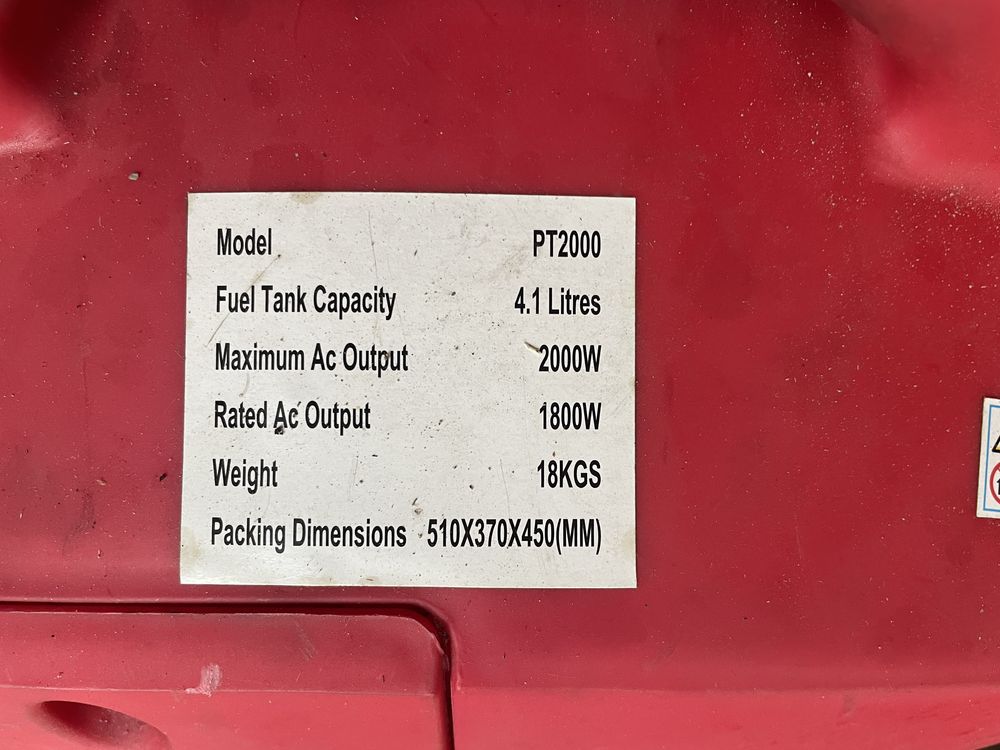 Model PT2000
Fuel Tank Capacity 4.1 Litres
Maximum Ac Output 2000W
Rated Ac Output 1800W
Weight 18KGS
Packing Dimensions 510X370X450(MM)